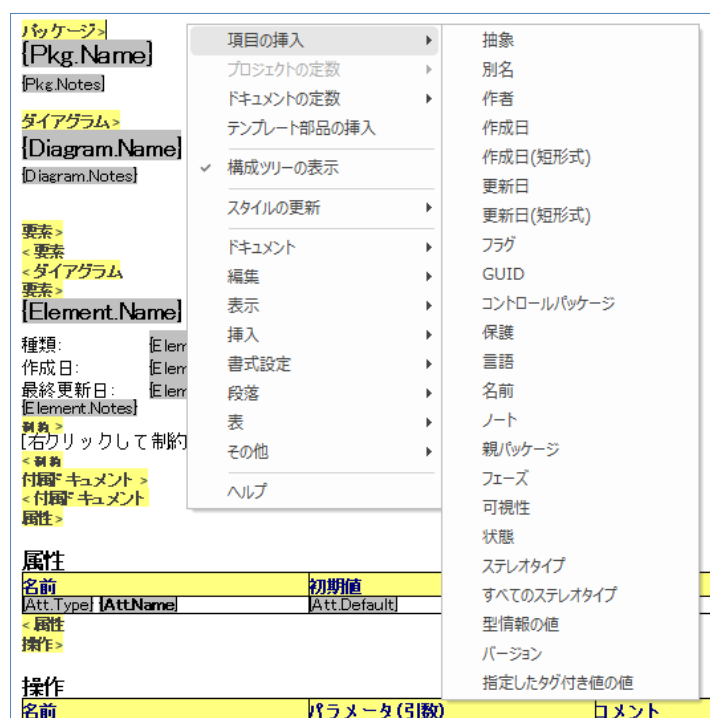 パッケージ>
{Pkg.Name}
{Pkg.Notes}
ダイアグラム>
{Diagram.Name}
{Diagram.Notes}
要素>
<要素
<ダイアグラム
要素>
{Element.Name}
種類: {Elem
作成日: {Elem
最終更新日: {Elem
{Element.Notes}
制約>
[右クリックして制約
<制約
付属ドキュメント>
<付属ドキュメント
属性>
属性
名前 初期値
{Att.Type} {Att.Name} {Att.Default}
<属性
操作>
操作
名前 パラメータ(引数) コメント
項目の挿入
プロジェクトの定数
ドキュメントの定数
テンプレート部品の挿入
構成ツリーの表示
スタイルの更新
ドキュメント
編集
表示
挿入
書式設定
段落
表
その他
ヘルプ
抽象
別名
作者
作成日
作成日(短形式)
更新日
更新日(短形式)
フラグ
GUID
コントロールパッケージ
保護
言語
名前
ノート
親パッケージ
フェーズ
可視性
状態
ステレオタイプ
すべてのステレオタイプ
型情報の値
バージョン
指定したタグ付き値の値